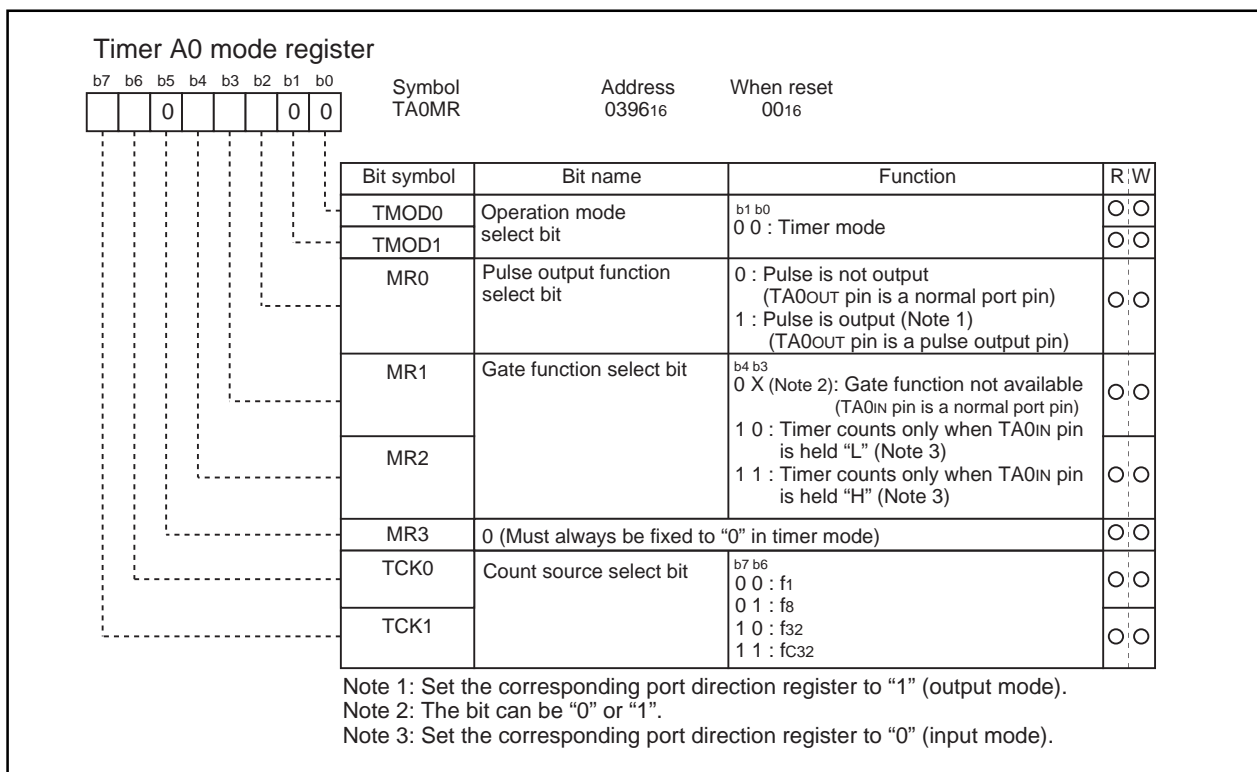 Timer A0 mode register
b7 b6 b5 b4 b3 b2 b1 b0
0 0 0
Symbol Address When reset
TA0MR 039616 0016
Bit symbol Bit name Function R W
TMOD0
TMOD1
Operation mode
select bit
b1 b0
0 0 : Timer mode
MR0
Pulse output function
select bit
0 : Pulse is not output
(TA0OUT pin is a normal port pin)
1 : Pulse is output (Note 1)
(TA0OUT pin is a pulse output pin)
MR1
MR2
Gate function select bit
b4 b3
0 X (Note 2): Gate function not available
(TA0IN pin is a normal port pin)
1 0 : Timer counts only when TA0IN pin
is held “L” (Note 3)
1 1 : Timer counts only when TA0IN pin
is held “H” (Note 3)
MR3 0 (Must always be fixed to “0” in timer mode)
TCK0
TCK1
Count source select bit
b7 b6
0 0 : f1
0 1 : f8
1 0 : f32
1 1 : fC32
Note 1: Set the corresponding port direction register to “1” (output mode).
Note 2: The bit can be “0” or “1”.
Note 3: Set the corresponding port direction register to “0” (input mode).